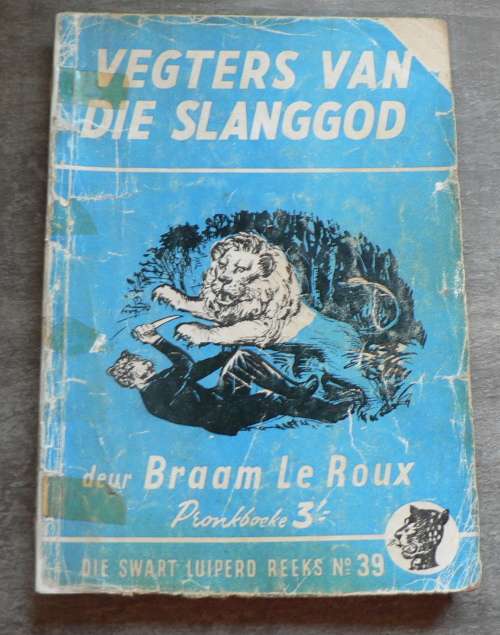 VEGTERS VAN
DIE SLANGGOD
deur Braam Le Roux
Pronkboeke 3/-
DIE SWART LUIPERD REEKS No 39